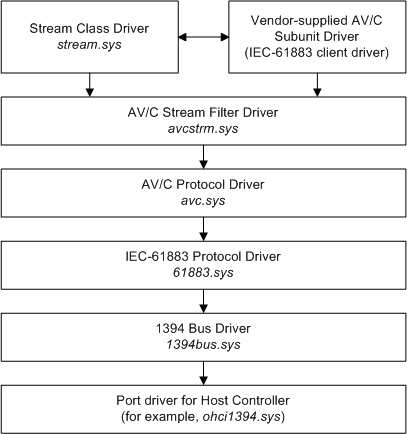 Stream Class Driver
stream.sys
Vendor-supplied AV/C
Subunit Driver
(IEC-61883 client driver)
AV/C Stream Filter Driver
avcstrm.sys
AV/C Protocol Driver
avc.sys
IEC-61883 Protocol Driver
61883.sys
1394 Bus Driver
1394bus.sys
Port driver for Host Controller
(for example, ohci1394.sys)